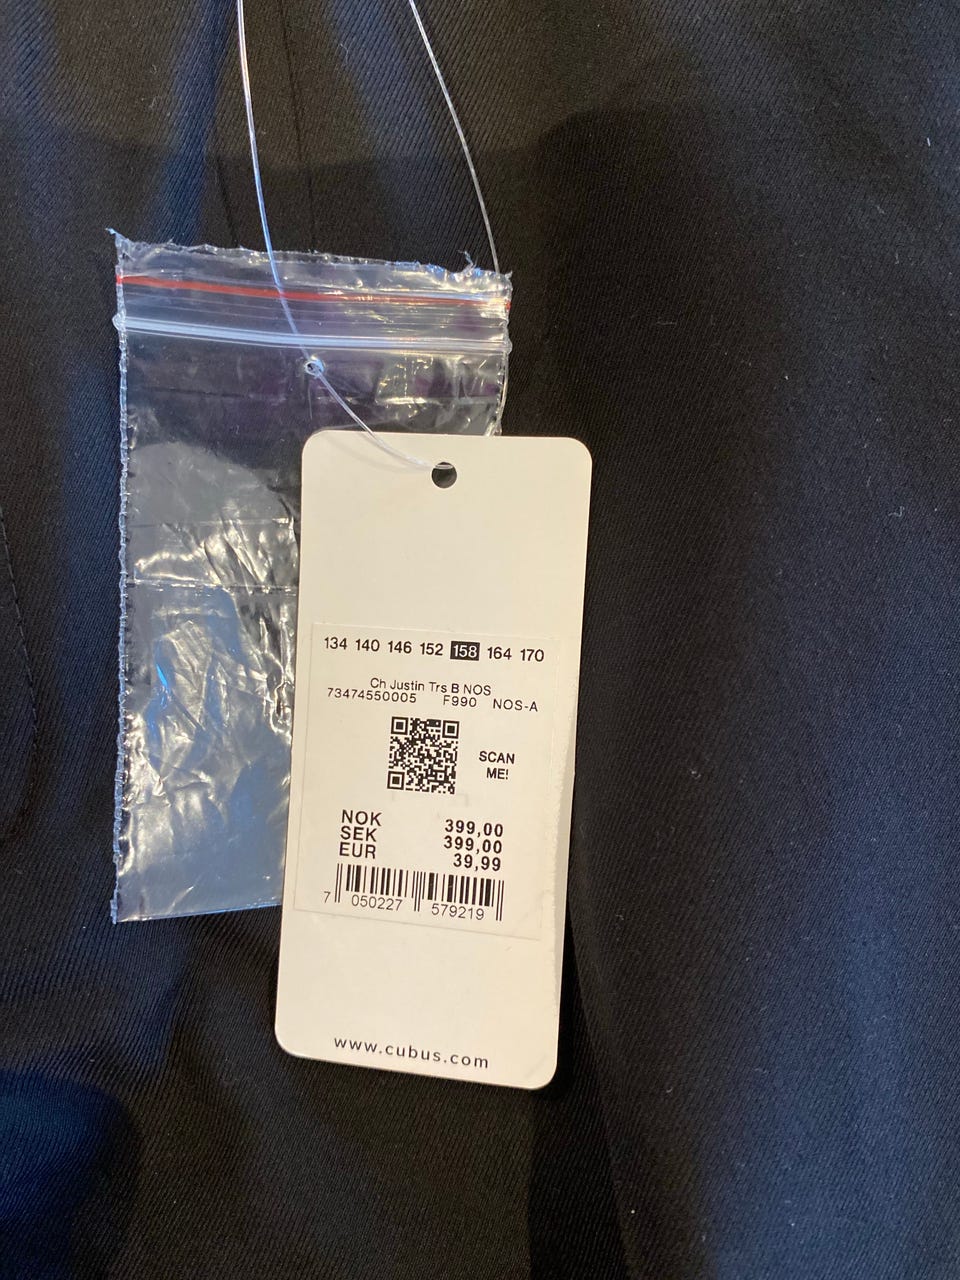 134 140 146 152 158 164 170
Ch Justin Trs B NOS
73474550005 F990 NOS-A
SCAN
ME!
NOK 399,00
SEK 399,00
EUR 39,99
7 050227 579219
www.cubus.com